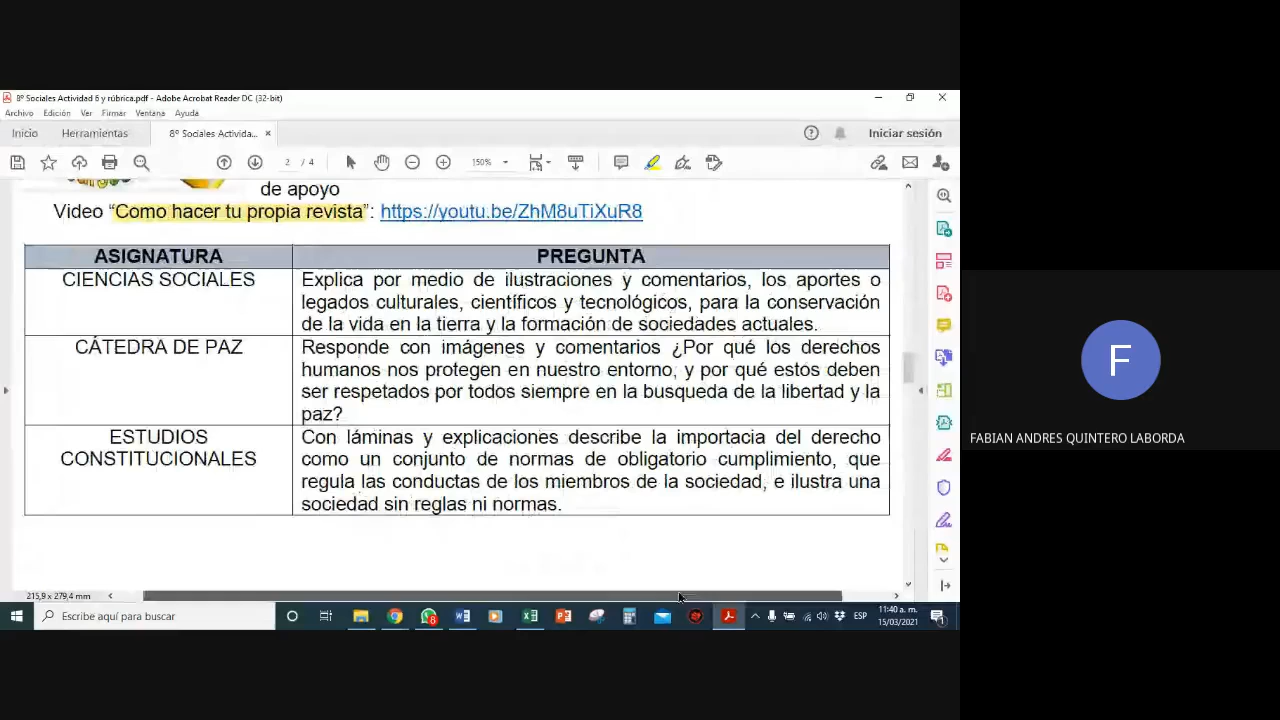 8º Sociales Actividad 6 y rúbrica.pdf - Adobe Acrobat Reader DC (32-bit)
Archivo Edición Ver Firmar Ventana Ayuda
Inicio Herramientas 8º Sociales Activida... × Iniciar sesión
2 / 4 150%
de apoyo
Video “Como hacer tu propia revista”: https://youtu.be/ZhM8uTiXuR8
ASIGNATURA PREGUNTA
CIENCIAS SOCIALES Explica por medio de ilustraciones y comentarios, los aportes o
legados culturales, científicos y tecnológicos, para la conservación
de la vida en la tierra y la formación de sociedades actuales.
CÁTEDRA DE PAZ Responde con imágenes y comentarios ¿Por qué los derechos
humanos nos protegen en nuestro entorno, y por qué estos deben
ser respetados por todos siempre en la busqueda de la libertad y la
paz?
ESTUDIOS Con láminas y explicaciones describe la importacia del derecho
CONSTITUCIONALES como un conjunto de normas de obligatorio cumplimiento, que
regula las conductas de los miembros de la sociedad, e ilustra una
sociedad sin reglas ni normas.
F
FABIAN ANDRES QUINTERO LABORDA
215,9 x 279,4 mm
Escribe aquí para buscar
8
ESP
11:40 a. m.
15/03/2021
1